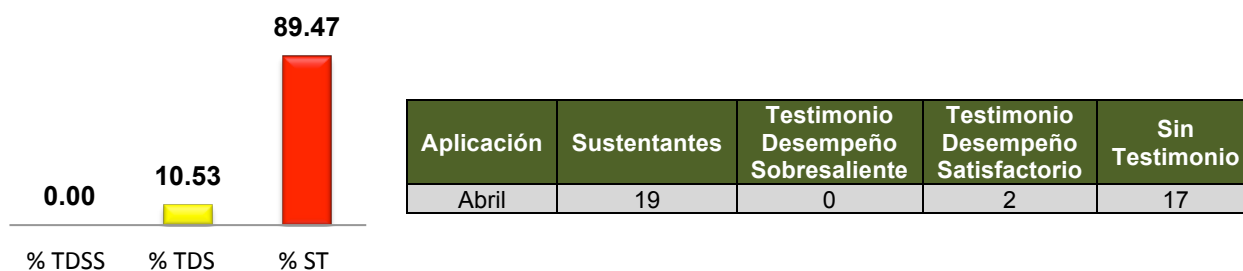 89.47
10.53
0.00
% TDSS % TDS % ST
Aplicación Sustentantes Testimonio Desempeño Sobresaliente Testimonio Desempeño Satisfactorio Sin Testimonio
Abril 19 0 2 17